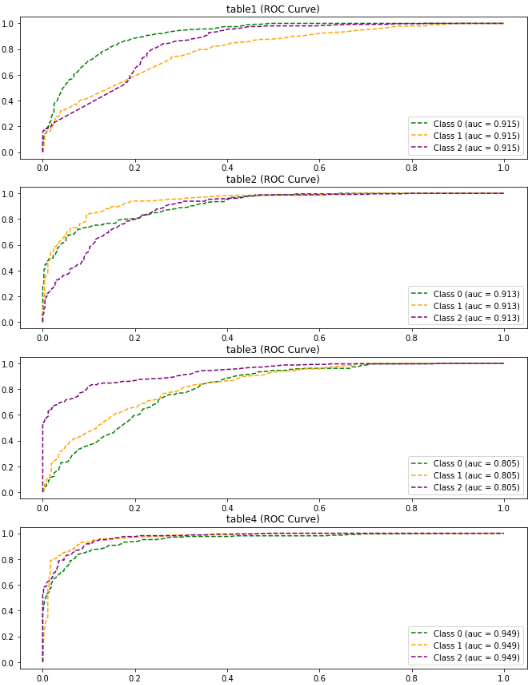 table1 (ROC Curve)
1.0
0.8
0.6
0.4
0.2
0.0
Class 0 (auc = 0.915)
Class 1 (auc = 0.915)
Class 2 (auc = 0.915)
0.0 0.2 0.4 0.6 0.8 1.0
table2 (ROC Curve)
1.0
0.8
0.6
0.4
0.2
0.0
Class 0 (auc = 0.913)
Class 1 (auc = 0.913)
Class 2 (auc = 0.913)
0.0 0.2 0.4 0.6 0.8 1.0
table3 (ROC Curve)
1.0
0.8
0.6
0.4
0.2
0.0
Class 0 (auc = 0.805)
Class 1 (auc = 0.805)
Class 2 (auc = 0.805)
0.0 0.2 0.4 0.6 0.8 1.0
table4 (ROC Curve)
1.0
0.8
0.6
0.4
0.2
0.0
Class 0 (auc = 0.949)
Class 1 (auc = 0.949)
Class 2 (auc = 0.949)
0.0 0.2 0.4 0.6 0.8 1.0